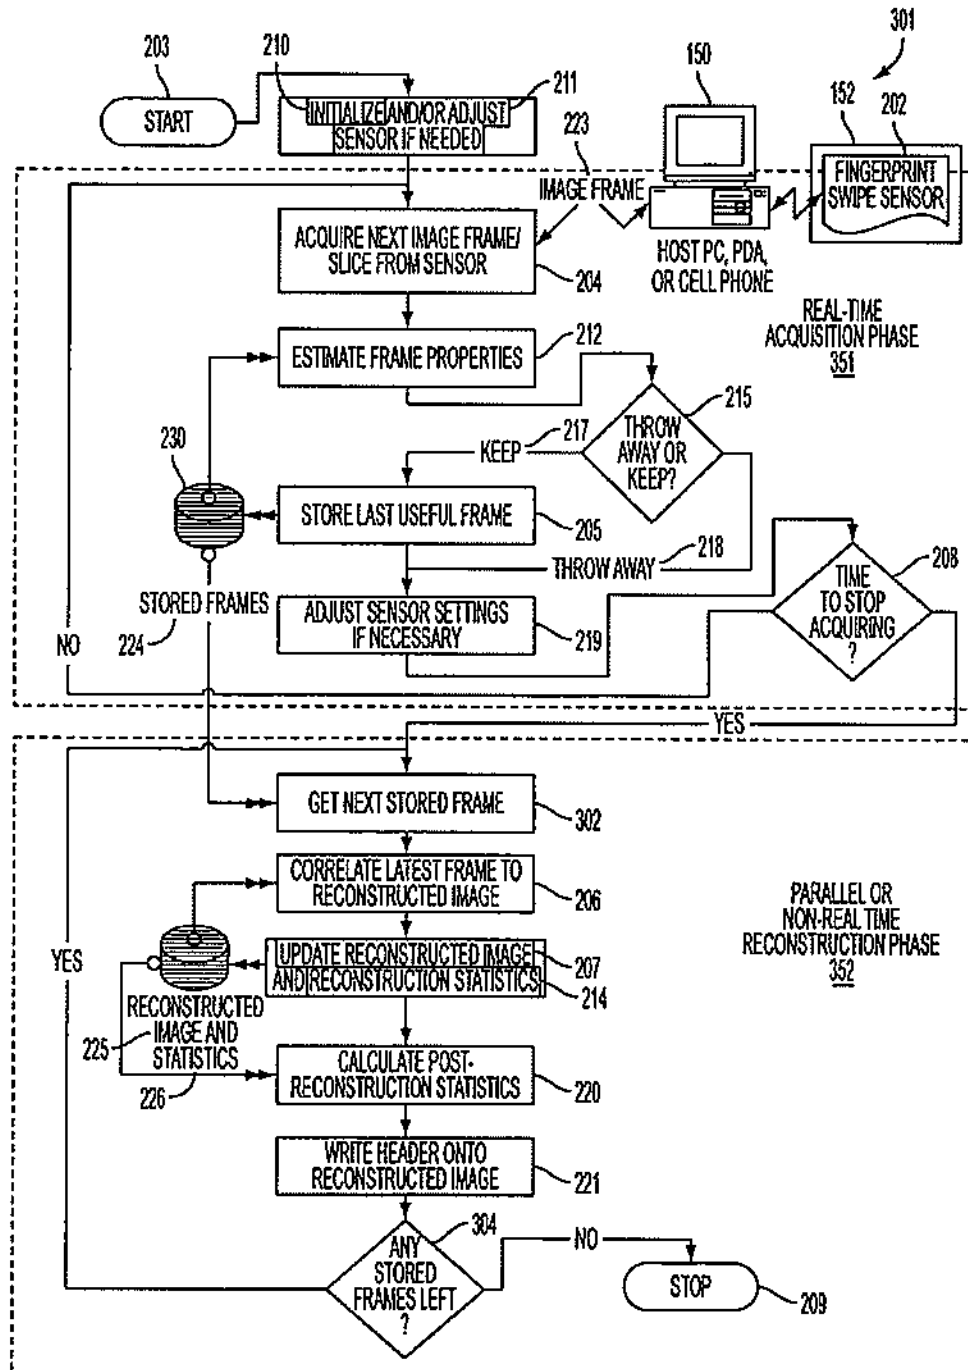 203
START
210
211
INITIALIZE AND/OR ADJUST
SENSOR IF NEEDED
223
IMAGE FRAME
150
HOST PC, PDA,
OR CELL PHONE
301
152
202
FINGERPRINT
SWIPE SENSOR
ACQUIRE NEXT IMAGE FRAME/
SLICE FROM SENSOR
204
REAL-TIME
ACQUISITION PHASE
351
212
ESTIMATE FRAME PROPERTIES
215
THROW
AWAY OR
KEEP?
217
KEEP
230
STORE LAST USEFUL FRAME
205
218
THROW AWAY
208
TIME
TO STOP
ACQUIRING
?
STORED FRAMES
224
ADJUST SENSOR SETTINGS
IF NECESSARY
219
NO
YES
GET NEXT STORED FRAME
302
CORRELATE LATEST FRAME TO
RECONSTRUCTED IMAGE
206
PARALLEL OR
NON-REAL TIME
RECONSTRUCTION PHASE
352
YES
UPDATE RECONSTRUCTED IMAGE
AND RECONSTRUCTION STATISTICS
207
214
RECONSTRUCTED
IMAGE AND
STATISTICS
225
226
CALCULATE POST-
RECONSTRUCTION STATISTICS
220
WRITE HEADER ONTO
RECONSTRUCTED IMAGE
221
304
ANY
STORED
FRAMES LEFT
?
NO
STOP
209